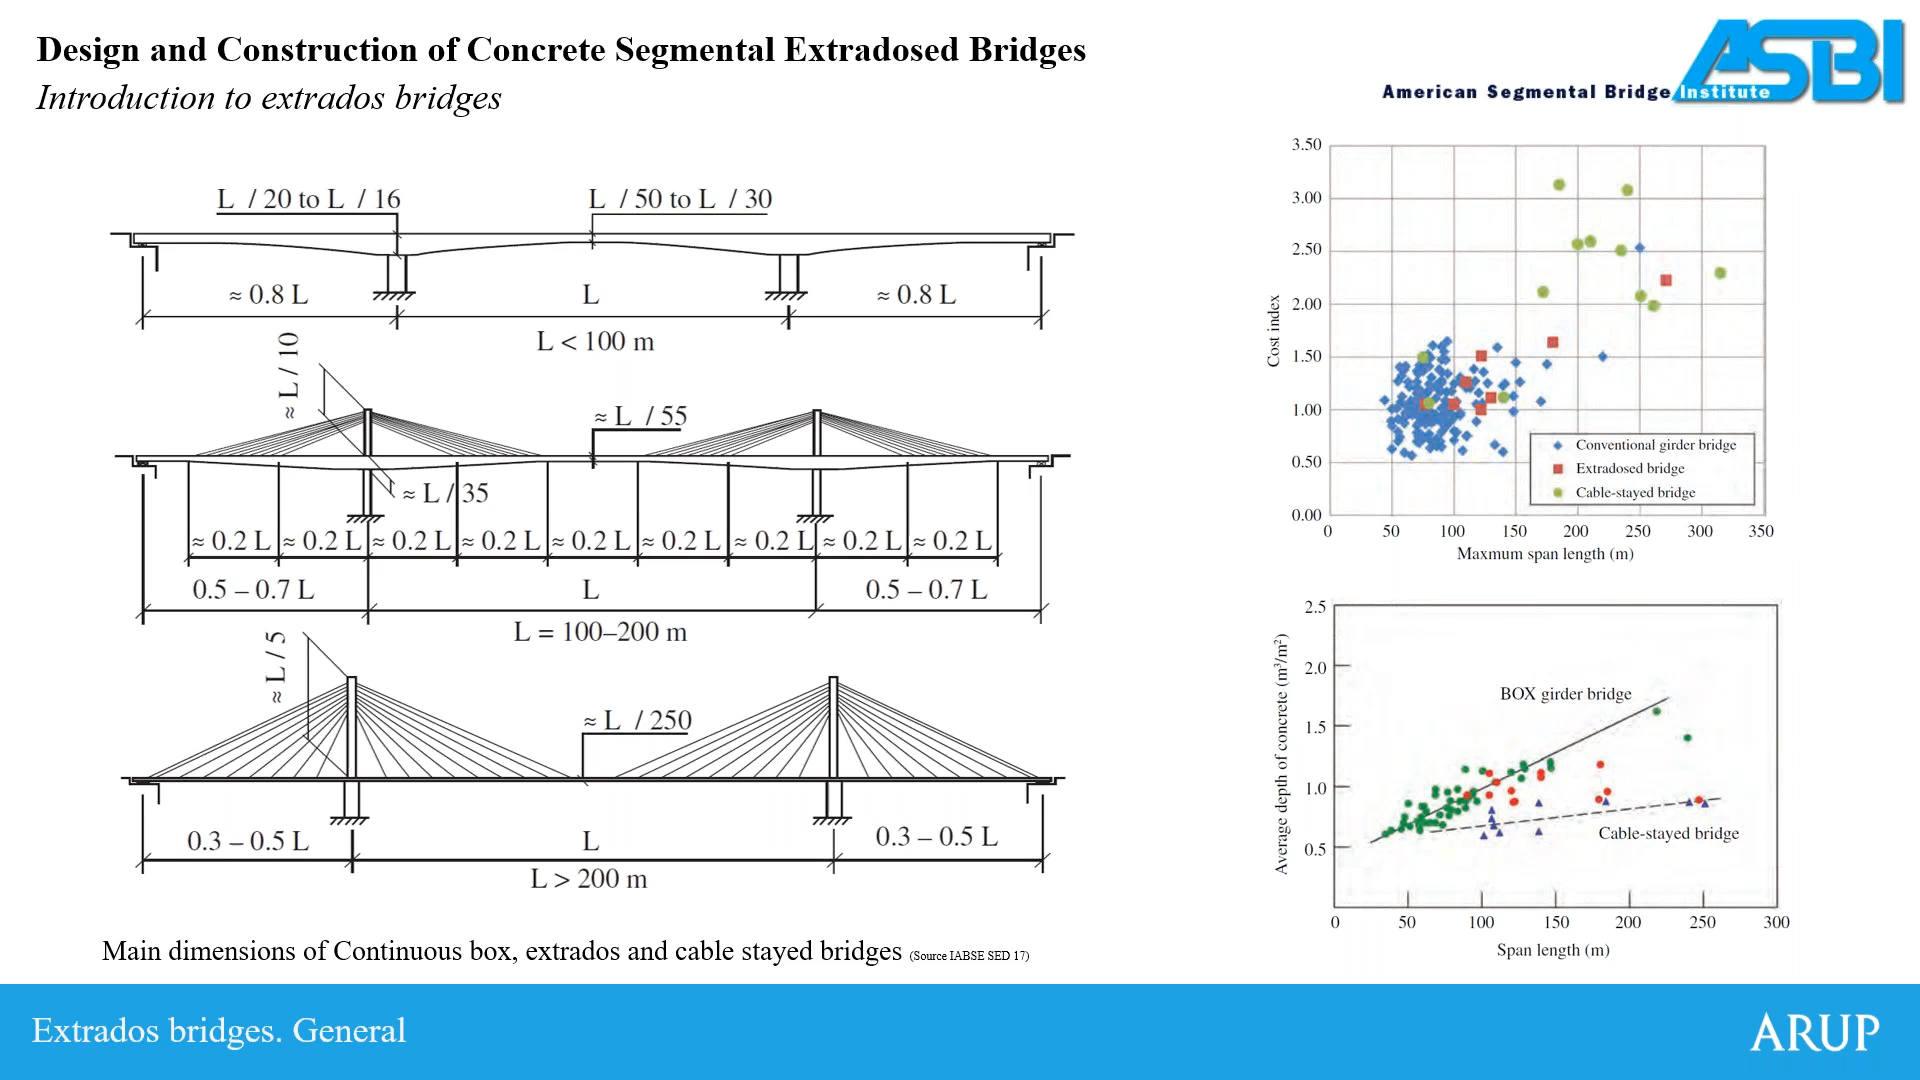 Design and Construction of Concrete Segmental Extradosed Bridges
Introduction to extrados bridges
ASBI
American Segmental Bridge Institute
L / 20 to L / 16
L / 50 to L / 30
≈ 0.8 L
L
≈ 0.8 L
L < 100 m
≈ L / 10
≈ L / 55
≈ L / 35
≈ 0.2 L
≈ 0.2 L
≈ 0.2 L
≈ 0.2 L
≈ 0.2 L
≈ 0.2 L
≈ 0.2 L
≈ 0.2 L
≈ 0.2 L
0.5 – 0.7 L
L
0.5 – 0.7 L
L = 100–200 m
≈ L / 5
≈ L / 250
0.3 – 0.5 L
L
0.3 – 0.5 L
L > 200 m
Main dimensions of Continuous box, extrados and cable stayed bridges (Source IABSE SED 17)
3.50
3.00
2.50
2.00
1.50
1.00
0.50
0.00
Cost index
0 50 100 150 200 250 300 350
Maxmum span length (m)
Conventional girder bridge
Extradosed bridge
Cable-stayed bridge
2.5
2.0
1.5
1.0
0.5
Average depth of concrete (m³/m²)
BOX girder bridge
Cable-stayed bridge
0 50 100 150 200 250 300
Span length (m)
Extrados bridges. General
ARUP